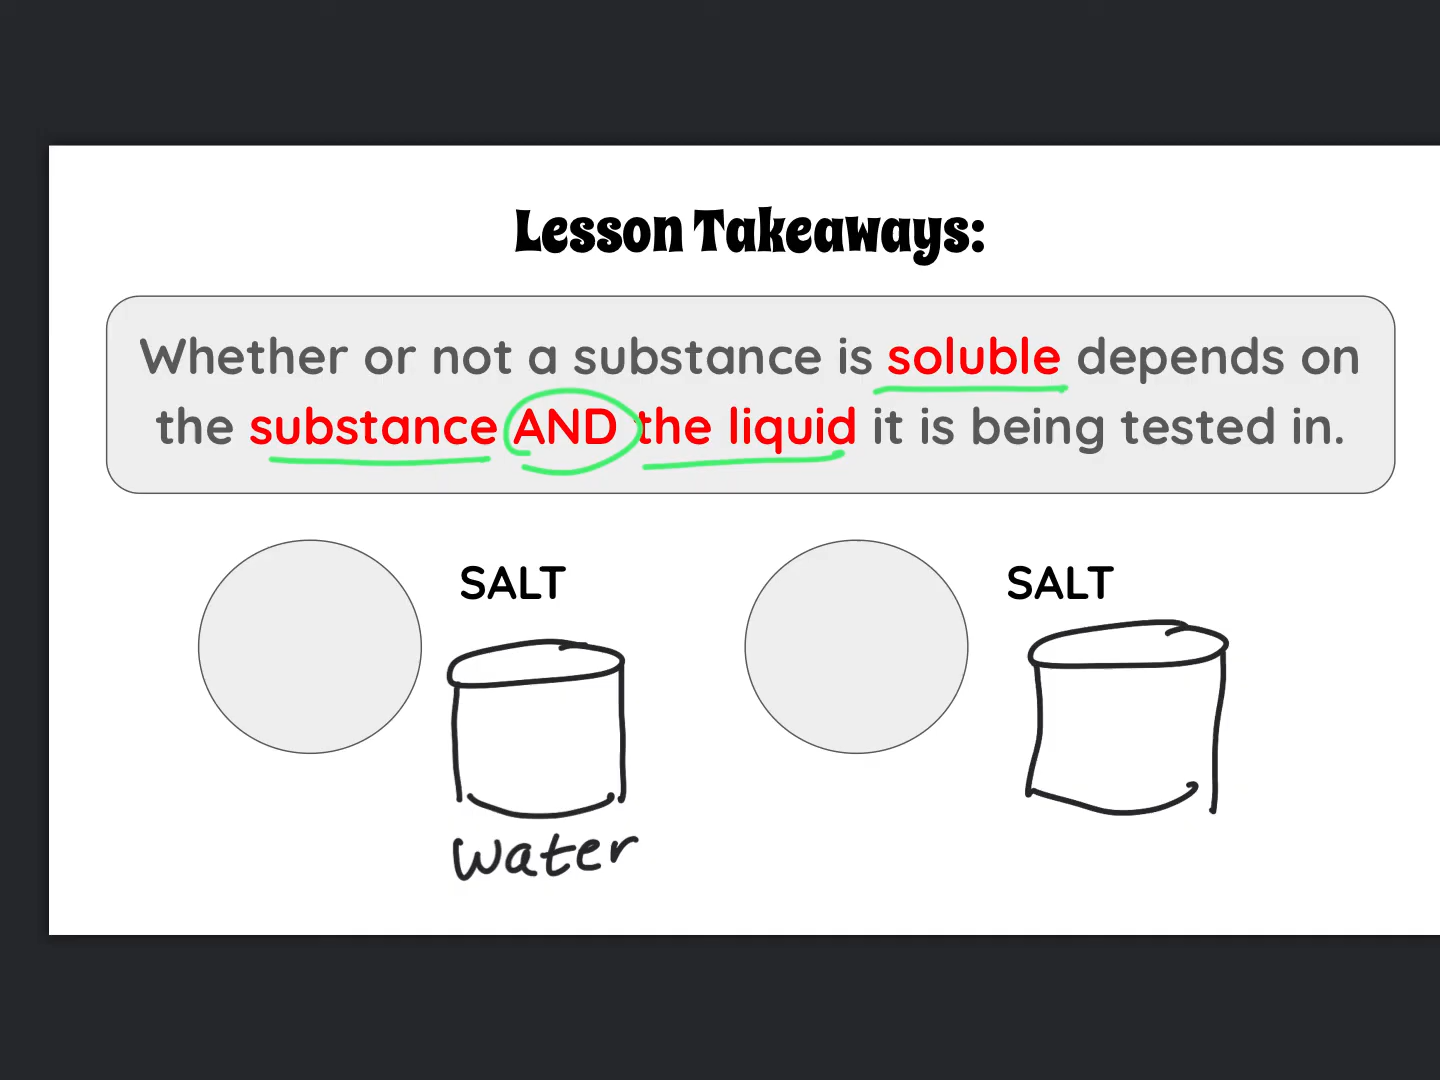 Lesson Takeaways:
Whether or not a substance is soluble depends on
the substance AND the liquid it is being tested in.
SALT
SALT
water